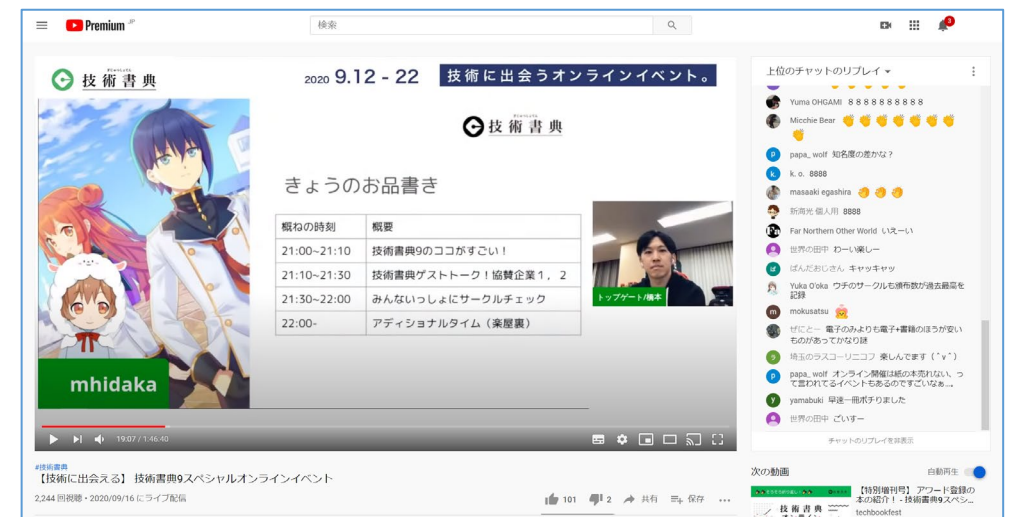 Premium JP
検索
3
ぎじゅつしょてん
技術書典
2020 9.12 - 22
技術に出会うオンラインイベント。
技術書典
きょうのお品書き
概ねの時刻 概要
21:00~21:10 技術書典9のココがすごい！
21:10~21:30 技術書典ゲストトーク！協賛企業１，２
21:30~22:00 みんないっしょにサークルチェック
22:00- アディショナルタイム（楽屋裏）
トップゲート/橋本
mhidaka
19:07 / 1:46:40
#技術書典
【技術に出会える】 技術書典9スペシャルオンラインイベント
2,244 回視聴・2020/09/16 にライブ配信
101
2
共有
保存
上位のチャットのリプレイ
Yuma OHGAMI ８８８８８８８８８８
Micchie Bear 👏👏👏👏👏👏👏
👏
papa_ wolf 知名度の差かな？
k. o. 8888
masaaki egashira 👏👏👏
新満光 個人用 8888
Far Northern Other World いえーい
世界の田中 わーい楽しー
ぱんだおじさん キャッキャッ
Yuka O'oka ウチのサークルも頒布数が過去最高を
記録
mokusatsu
ぜにとー 電子のみよりも電子+書籍のほうが安い
ものがあってかなり謎
埼玉のラスコーリニコフ 楽しんでます（＾ｖ＾）
papa_ wolf オンライン開催は紙の本売れない、っ
て言われてるイベントもあるのですごいなぁ…。
yamabuki 早速一冊ポチりました
世界の田中 ごいすー
チャットのリプレイを非表示
次の動画
自動再生
【特別増刊号】 アワード登録の
本の紹介！ - 技術書典9スペシ...
techbookfest
技術書典